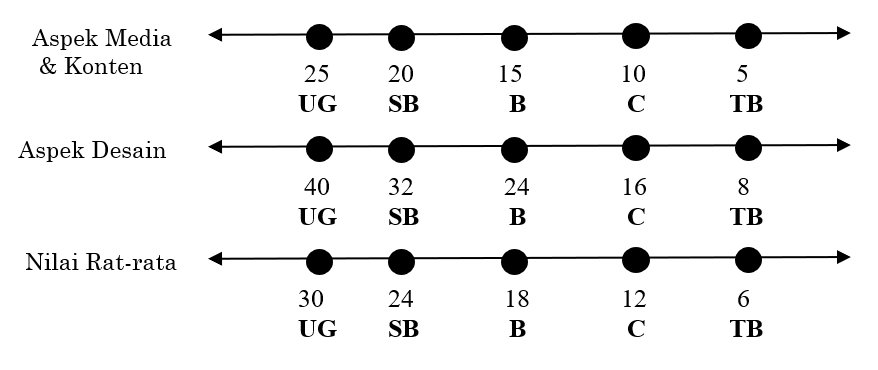 Aspek Media
& Konten
25 20 15 10 5
UG SB B C TB
Aspek Desain
40 32 24 16 8
UG SB B C TB
Nilai Rat-rata
30 24 18 12 6
UG SB B C TB